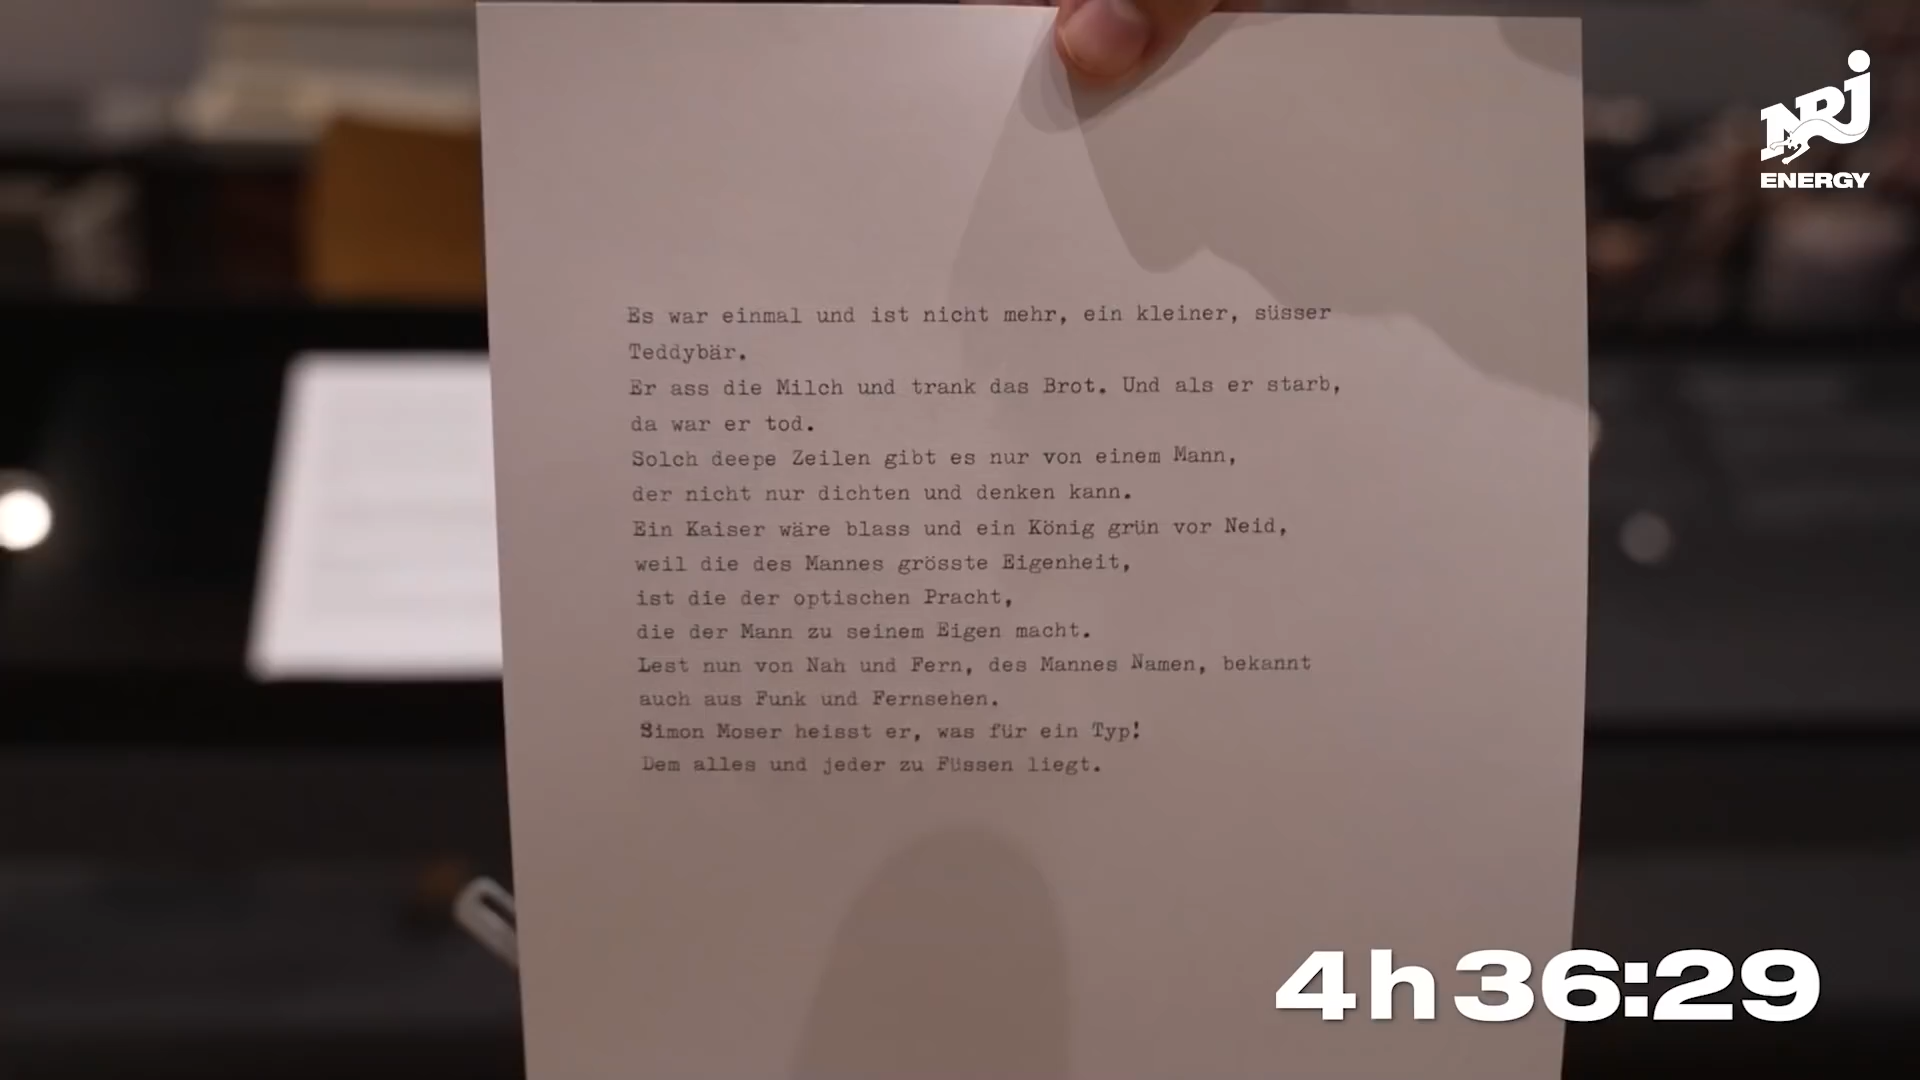 Es war einmal und ist nicht mehr, ein kleiner, süsser
Teddybär.
Er ass die Milch und trank das Brot. Und als er starb,
da war er tod.
Solch deepe Zeilen gibt es nur von einem Mann,
der nicht nur dichten und denken kann.
Ein Kaiser wäre blass und ein König grün vor Neid,
weil die des Mannes grösste Eigenheit,
ist die der optischen Pracht,
die der Mann zu seinem Eigen macht.
Lest nun von Nah und Fern, des Mannes Namen, bekannt
auch aus Funk und Fernsehen.
Simon Moser heisst er, was für ein Typ!
Dem alles und jeder zu Füssen liegt.
NRJ
ENERGY
4h36:29